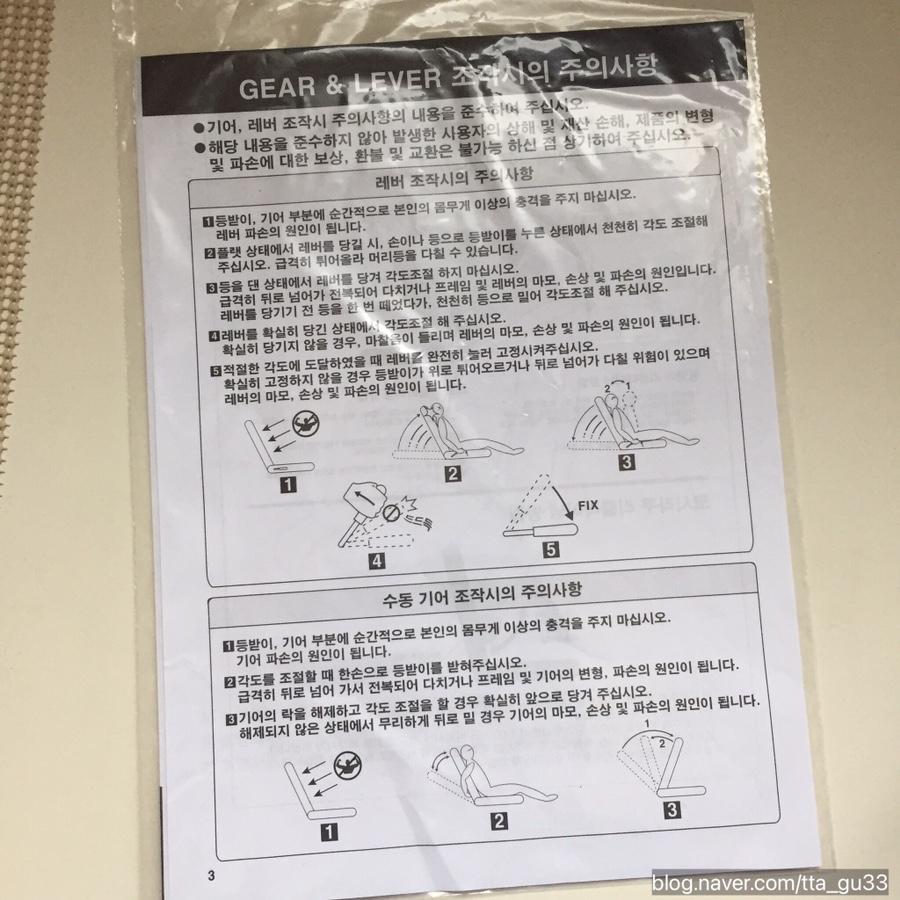 GEAR & LEVER 조작시의 주의사항
●기어, 레버 조작시 주의사항의 내용을 준수하여 주십시오.
●해당 내용을 준수하지 않아 발생한 사용자의 상해 및 재산 손해, 제품의 변형
및 파손에 대한 보상, 환불 및 교환은 불가능 하신 점 상기하여 주십시오.
레버 조작시의 주의사항
1 등받이, 기어 부분에 순간적으로 본인의 몸무게 이상의 충격을 주지 마십시오.
레버 파손의 원인이 됩니다.
2 플랫 상태에서 레버를 당길 시, 손이나 등으로 등받이를 누른 상태에서 천천히 각도 조절해
주십시오. 급격히 튀어올라 머리등을 다칠 수 있습니다.
3 등을 댄 상태에서 레버를 당겨 각도조절 하지 마십시오.
급격히 뒤로 넘어가 전복되어 다치거나 프레임 및 레버의 마모, 손상 및 파손의 원인입니다.
레버를 당기기 전 등을 한 번 떼었다가, 천천히 등으로 밀어 각도조절 해 주십시오.
4 레버를 확실히 당긴 상태에서 각도조절 해 주십시오.
확실히 당기지 않을 경우, 마찰음이 들리며 레버의 마모, 손상 및 파손의 원인이 됩니다.
5 적절한 각도에 도달하였을 때 레버를 완전히 눌러 고정시켜주십시오.
확실히 고정하지 않을 경우 등받이가 위로 튀어오르거나 뒤로 넘어가 다칠 위험이 있으며
레버의 마모, 손상 및 파손의 원인이 됩니다.
2 1
1
2
3
드드득
FIX
4
5
수동 기어 조작시의 주의사항
1 등받이, 기어 부분에 순간적으로 본인의 몸무게 이상의 충격을 주지 마십시오.
기어 파손의 원인이 됩니다.
2 각도를 조절할 때 한손으로 등받이를 받혀주십시오.
급격히 뒤로 넘어 가서 전복되어 다치거나 프레임 및 기어의 변형, 파손의 원인이 됩니다.
3 기어의 락을 해제하고 각도 조절을 할 경우 확실히 앞으로 당겨 주십시오.
해제되지 않은 상태에서 무리하게 뒤로 밀 경우 기어의 마모, 손상 및 파손의 원인이 됩니다.
1
2
1
2
3
3
blog.naver.com/tta_gu33